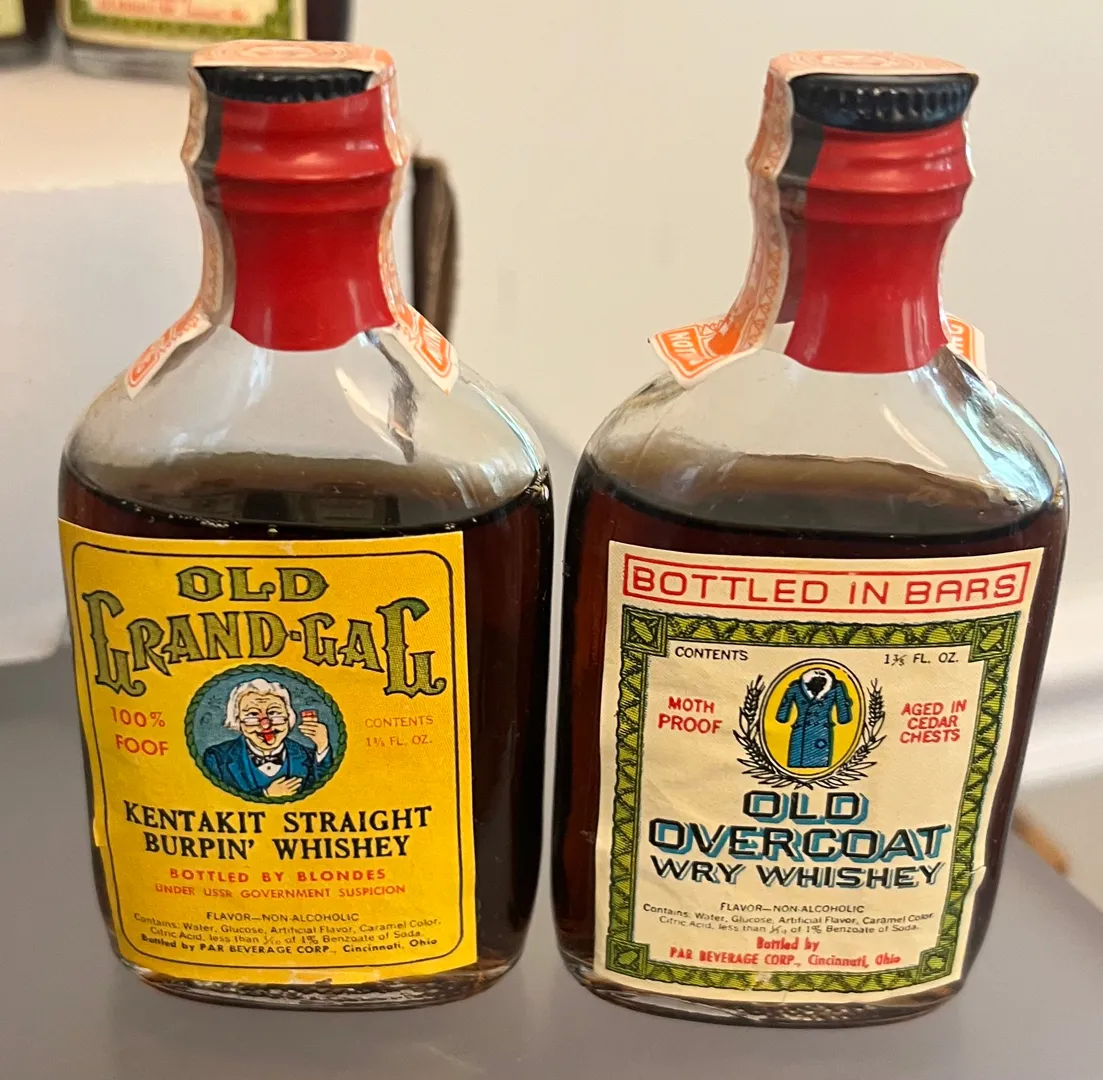 OLD
GRAND-GAG
100%
FOOF
CONTENTS
1⅗ FL. OZ.
KENTAKIT STRAIGHT
BURPIN' WHISHEY
BOTTLED BY BLONDES
UNDER USSR GOVERNMENT SUSPICION
FLAVOR—NON-ALCOHOLIC
Contains: Water, Glucose, Artificial Flavor, Caramel Color,
Citric Acid, less than 1/10 of 1% Benzoate of Soda.
Bottled by PAR BEVERAGE CORP., Cincinnati, Ohio
BOTTLED IN BARS
CONTENTS
1⅗ FL. OZ.
MOTH
PROOF
AGED IN
CEDAR
CHESTS
OLD
OVERCOAT
WRY WHISHEY
FLAVOR—NON-ALCOHOLIC
Contains: Water, Glucose, Artificial Flavor, Caramel Color,
Citric Acid, less than 1/10 of 1% Benzoate of Soda.
Bottled by
PAR BEVERAGE CORP., Cincinnati, Ohio